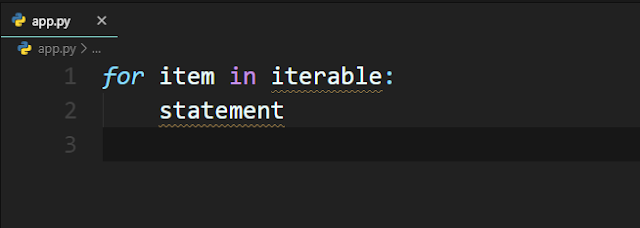 app.py ×
app.py > ...
1 for item in iterable:
2 statement
3